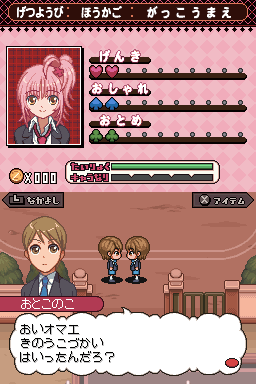 げつようび： ほうかご： がっこうまえ
げんき
おしゃれ
おとめ
たいりょく
キャラなり
×000
L なかよし
X アイテム
おとこのこ
おいオマエ
きのうこづかい
はいったんだろ？